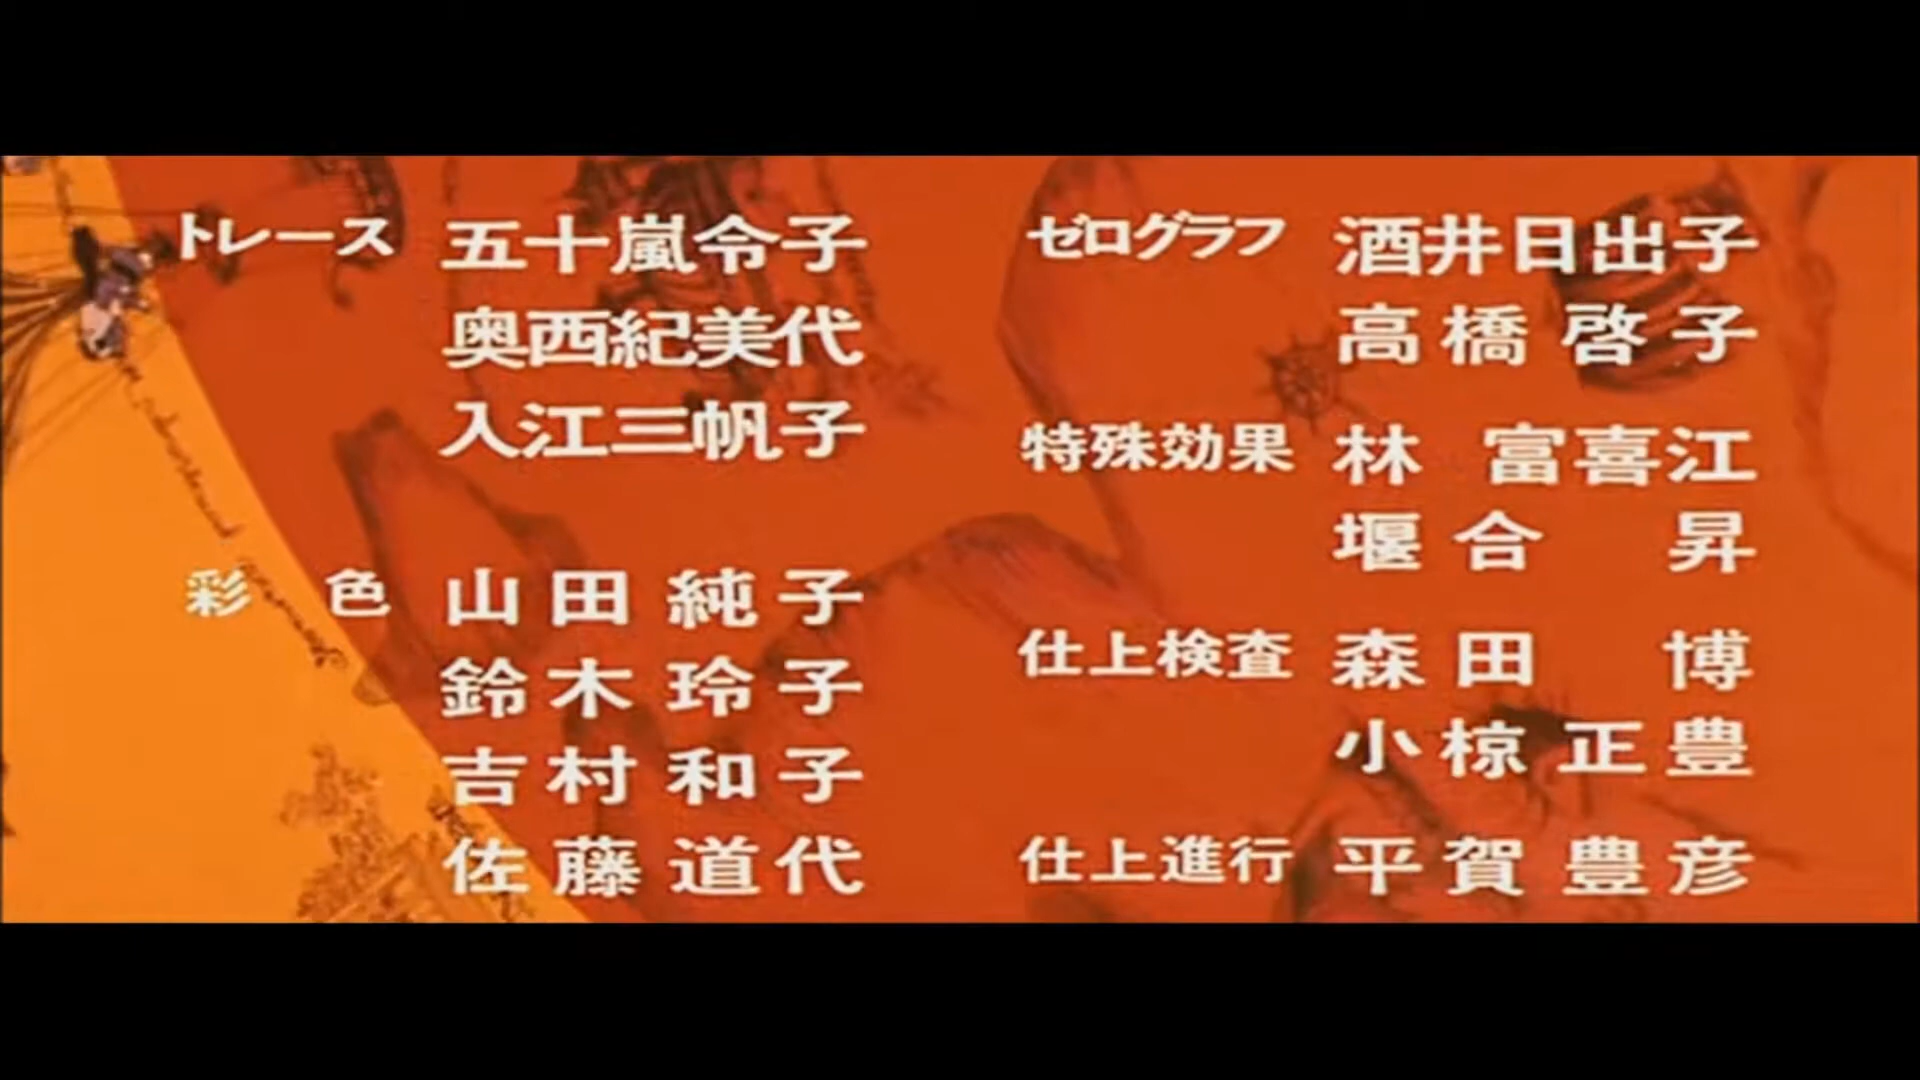 トレース 五十嵐令子
奥西紀美代
入江三帆子
彩色 山田純子
鈴木玲子
吉村和子
佐藤道代
ゼログラフ 酒井日出子
高橋啓子
特殊効果 林 富喜江
堰合 昇
仕上検査 森田 博
小椋正豊
仕上進行 平賀豊彦